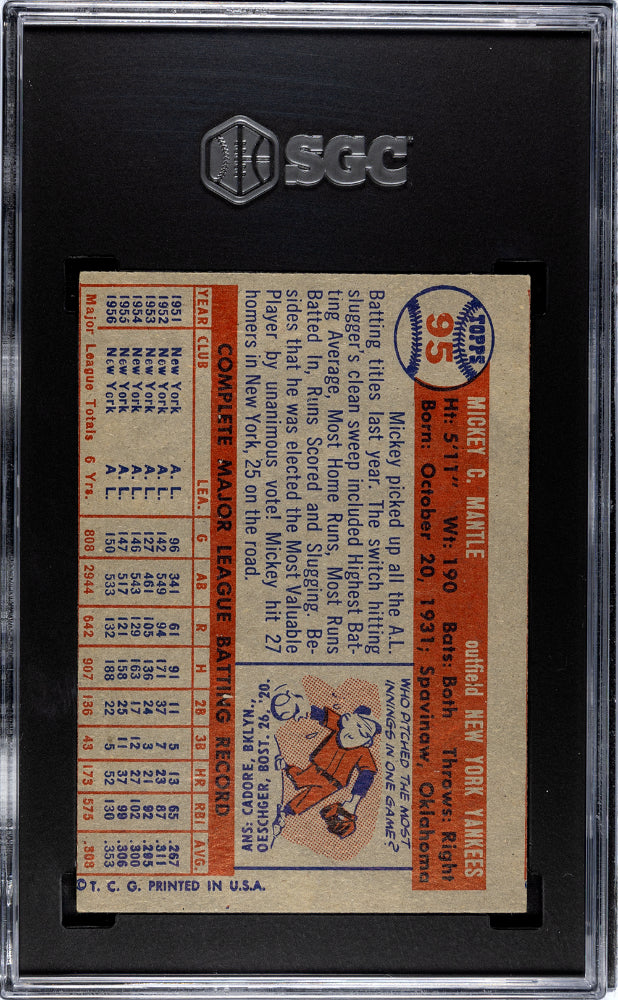 SGC
TOPPS
95
MICKEY C. MANTLE outfield NEW YORK YANKEES
Ht: 5'11" Wt: 190 Bats: Both Throws: Right
Born: October 20, 1931; Spavinaw, Oklahoma
Mickey picked up all the A.L.
Batting titles last year. The switch hitting
slugger's clean sweep included Highest Bat-
ting Average, Most Home Runs, Most Runs
Batted In, Runs Scored and Slugging. Be-
sides that he was elected the Most Valuable
Player by unanimous vote! Mickey hit 27
homers in New York, 25 on the road.
WHO PITCHED THE MOST
INNINGS IN ONE GAME?
ANS. CADORE BKLYN.,
OESCHGER, BOST. 26, '20.
COMPLETE MAJOR LEAGUE BATTING RECORD
YEAR CLUB LEA. G AB R H 2B 3B HR RBI AVG.
1951 New York A. L. 96 341 61 91 11 5 13 65 .267
1952 New York A. L. 142 549 94 171 37 7 23 87 .311
1953 New York A. L. 127 461 105 136 24 3 21 92 .295
1954 New York A. L. 146 543 129 163 17 12 27 102 .300
1955 New York A. L. 147 517 121 158 25 11 37 99 .306
1956 New York A. L. 150 533 132 188 22 5 52 130 .353
Major League Totals 6 Yrs. 808 2944 642 907 136 43 173 575 .308
© T. C. G. PRINTED IN U.S.A.